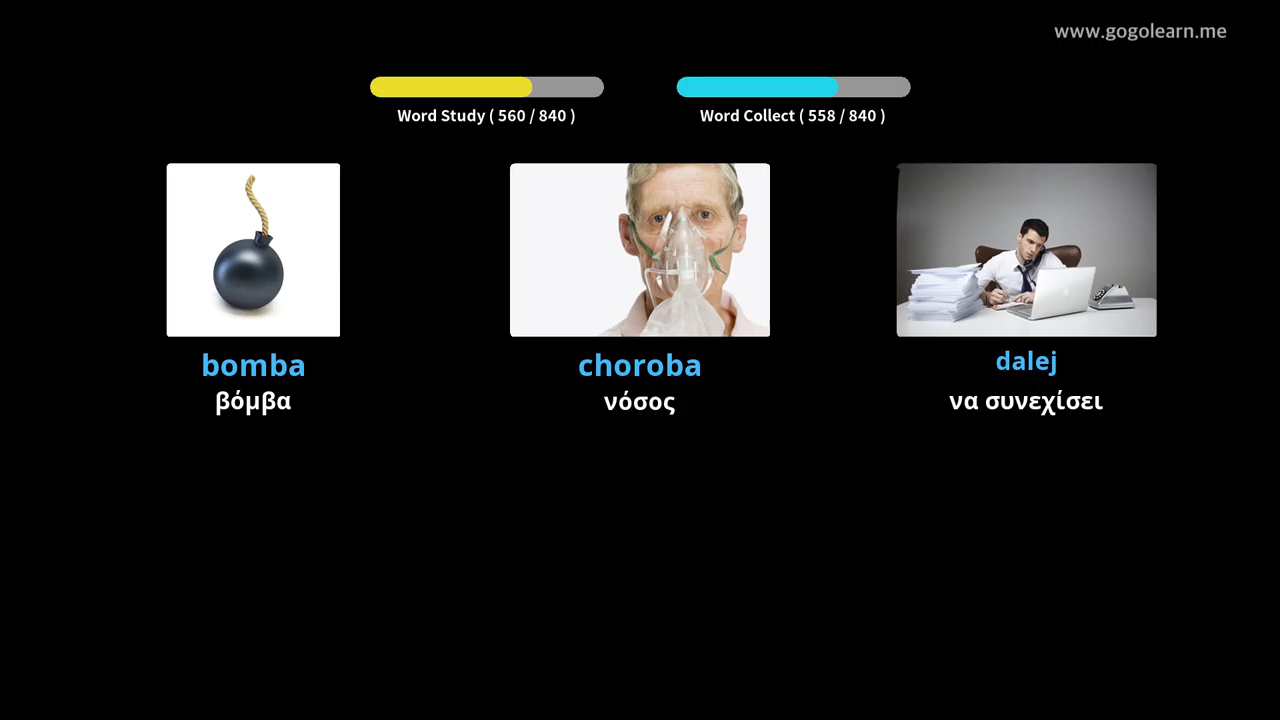 www.gogolearn.me
Word Study ( 560 / 840 )
Word Collect ( 558 / 840 )
bomba
βόμβα
choroba
νόσος
dalej
να συνεχίσει